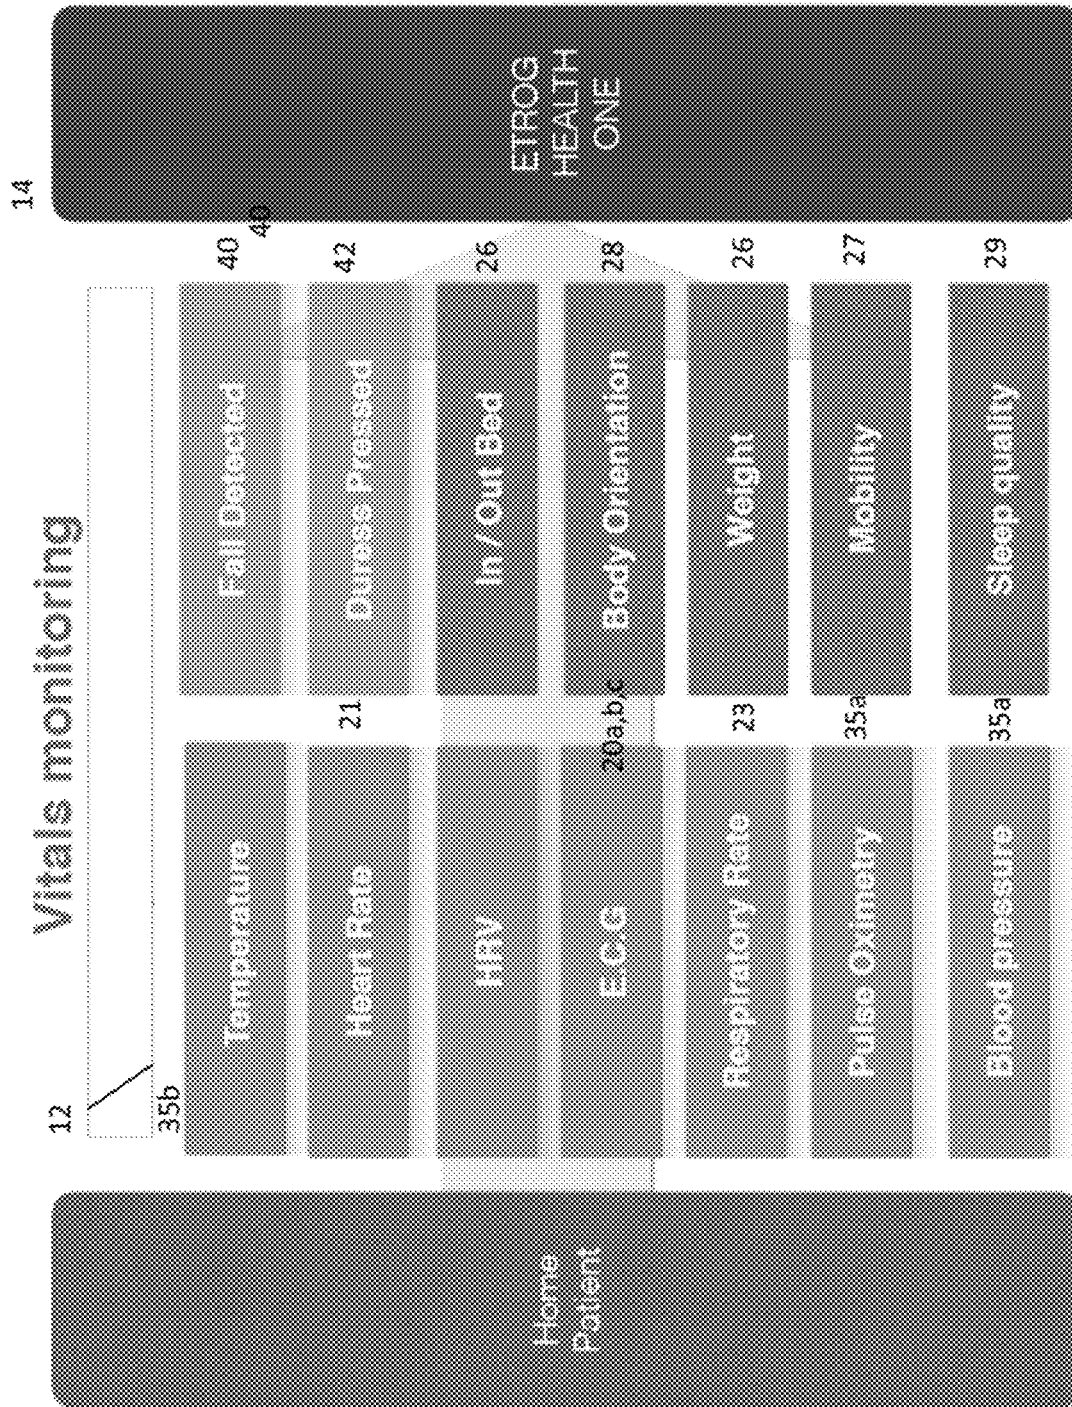 Vitals monitoring
12
14
Home
Patient
35b
Temperature
Fall Detected
40
40
Heart Rate
21
Duress Pressed
42
HRV
In / Out Bed
26
E.C.G
20a,b,c
Body Orientation
28
Respiratory Rate
23
Weight
26
Pulse Oximetry
35a
Mobility
27
Blood pressure
35a
Sleep quality
29
ETROG
HEALTH
ONE